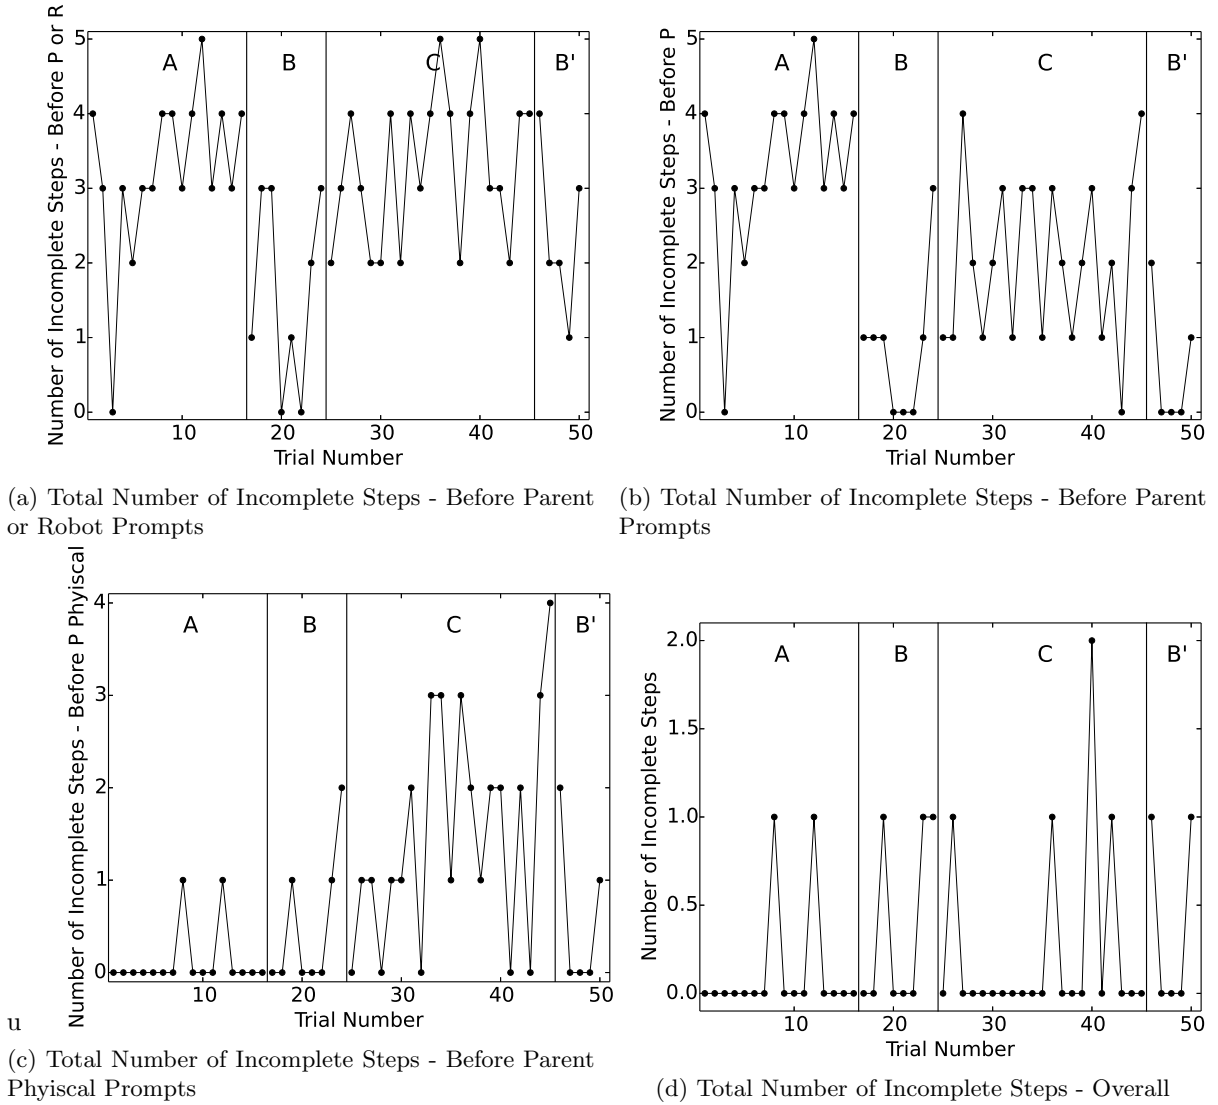 Number of Incomplete Steps - Before P or R
5
4
3
2
1
0
A
B
C
B'
10
20
30
40
50
Trial Number
(a) Total Number of Incomplete Steps - Before Parent
or Robot Prompts
Number of Incomplete Steps - Before P
5
4
3
2
1
0
A
B
C
B'
10
20
30
40
50
Trial Number
(b) Total Number of Incomplete Steps - Before Parent
Prompts
Number of Incomplete Steps - Before P Phyiscal
4
3
2
1
0
A
B
C
B'
10
20
30
40
50
Trial Number
u
(c) Total Number of Incomplete Steps - Before Parent
Phyiscal Prompts
Number of Incomplete Steps
2.0
1.5
1.0
0.5
0.0
A
B
C
B'
10
20
30
40
50
Trial Number
(d) Total Number of Incomplete Steps - Overall